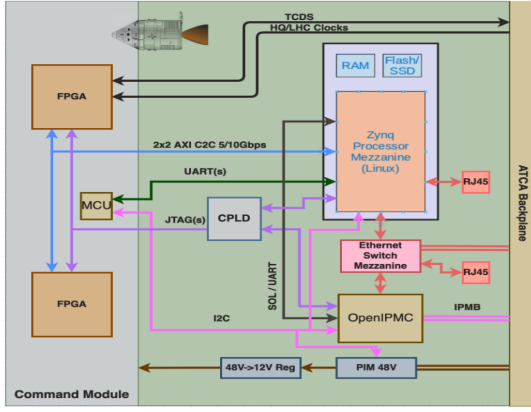 TCDS
HQ/LHC Clocks
FPGA
RAM
Flash/
SSD
Zynq
Processor
Mezzanine
(Linux)
2x2 AXI C2C 5/10Gbps
UART(s)
MCU
JTAG(s)
CPLD
RJ45
ATCA Backplane
Ethernet
Switch
Mezzanine
RJ45
SOL / UART
FPGA
I2C
OpenIPMC
IPMB
48V->12V Reg
PIM 48V
Command Module